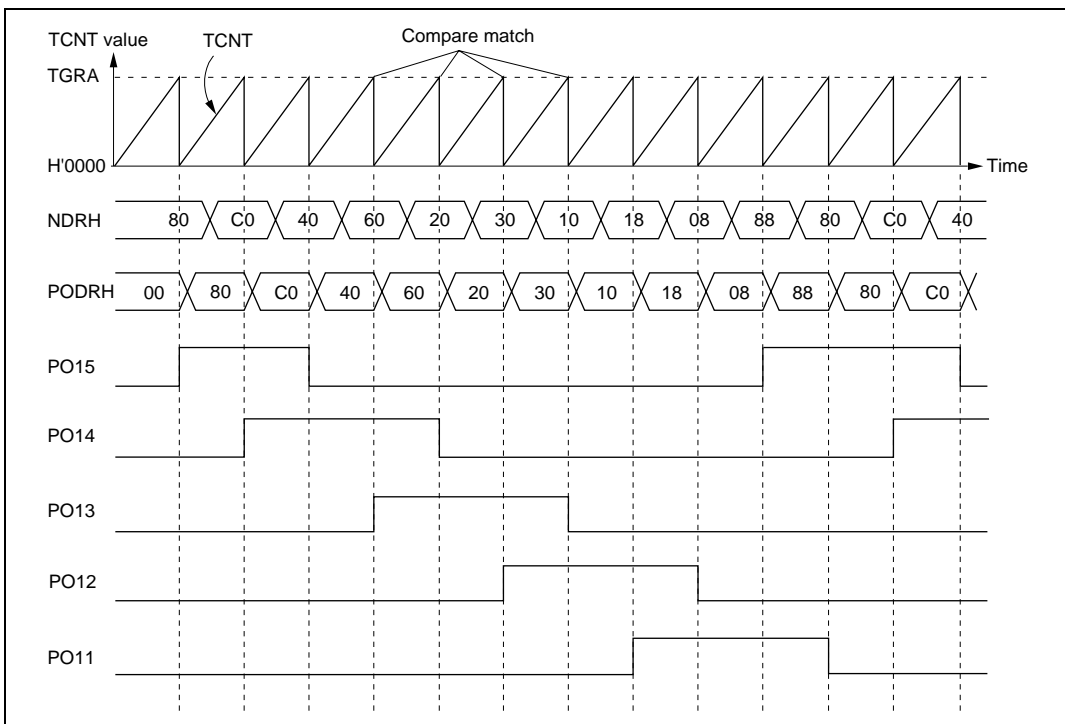 TCNT value
TCNT
Compare match
TGRA
H'0000
Time
NDRH 80 C0 40 60 20 30 10 18 08 88 80 C0 40
PODRH 00 80 C0 40 60 20 30 10 18 08 88 80 C0
PO15
PO14
PO13
PO12
PO11